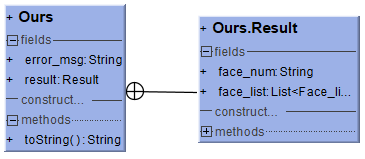 + Ours
fields
+ error_msg: String
+ result: Result
construct...
methods
+ toString( ): String
+ Ours.Result
fields
+ face_num: String
+ face_list: List<Face_li...
construct...
methods